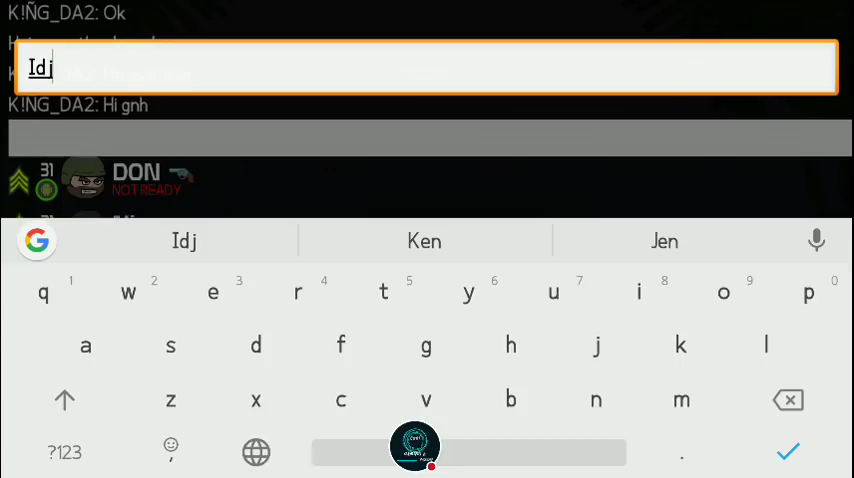 K!ÑG_DA2: Ok
Idj
K!ÑG_DA2: Hi gnh
31 DON
NOT READY
Idj Ken Jen
q 1 w 2 e 3 r 4 t 5 y 6 u 7 i 8 o 9 p 0
a s d f g h j k l
z x c v b n m
?123 , .